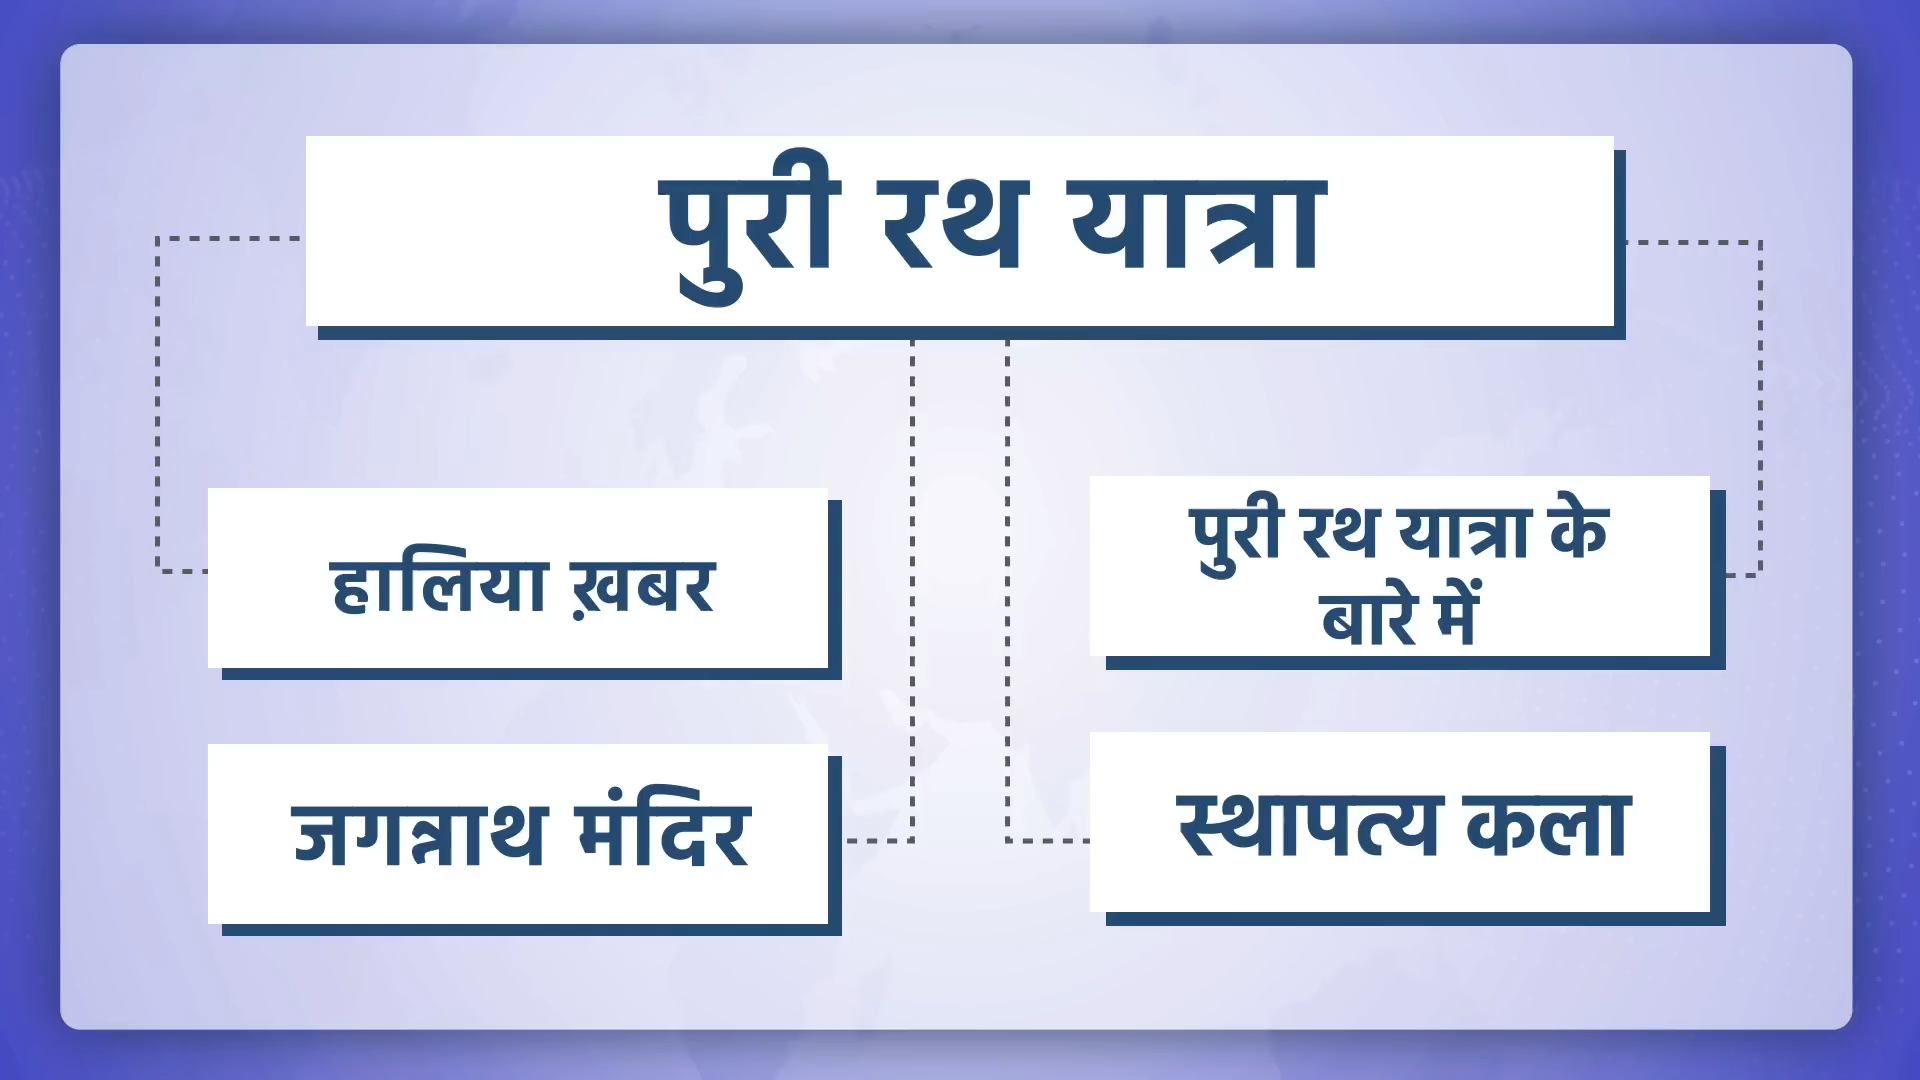 पुरी रथ यात्रा
हालिया ख़बर
पुरी रथ यात्रा के
बारे में
जगन्नाथ मंदिर
स्थापत्य कला